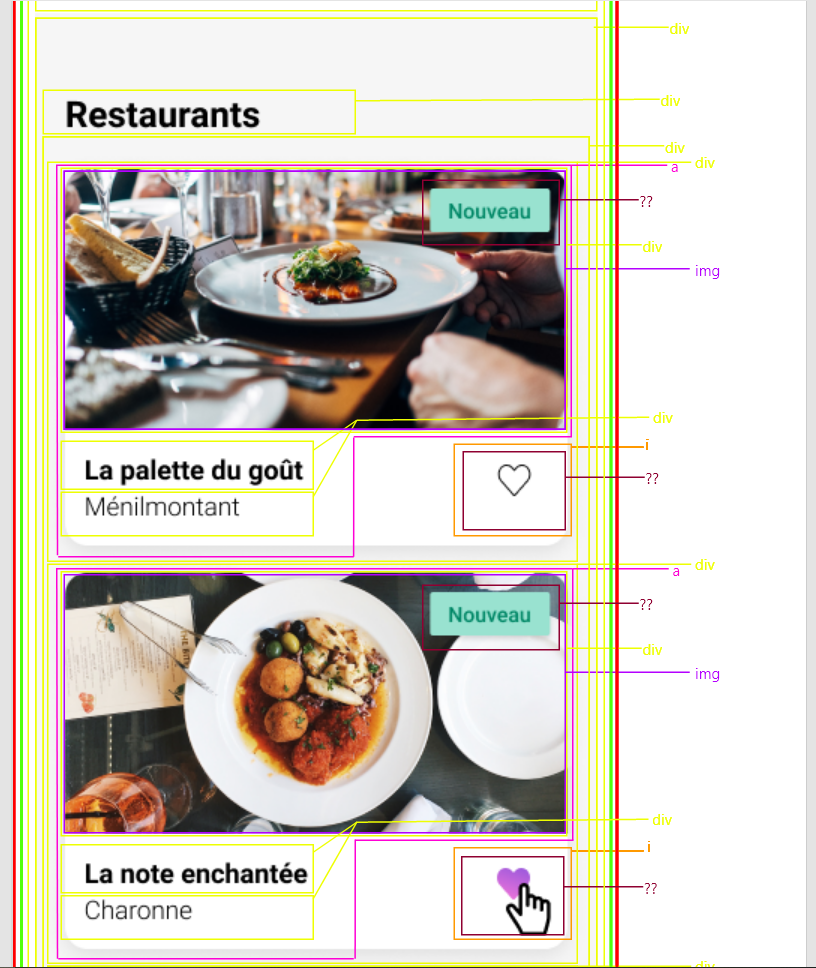 div
div
Restaurants
div
div
a
??
Nouveau
div
img
div
i
La palette du goût
??
Ménilmontant
div
a
??
Nouveau
div
img
div
i
La note enchantée
??
Charonne
div